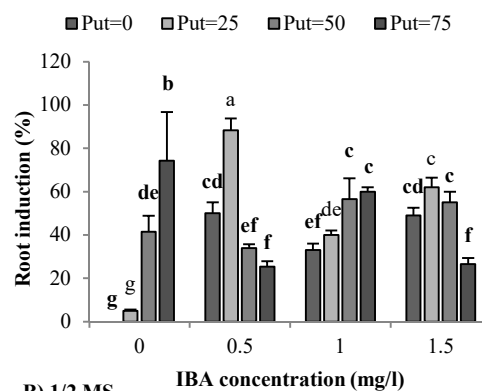 Put=0 Put=25 Put=50 Put=75
Root induction (%)
120
100
80
60
40
20
0
g g de b
cd a ef f
ef de c c
cd c c f
0 0.5 1 1.5
IBA concentration (mg/l)
B) 1/2 MS